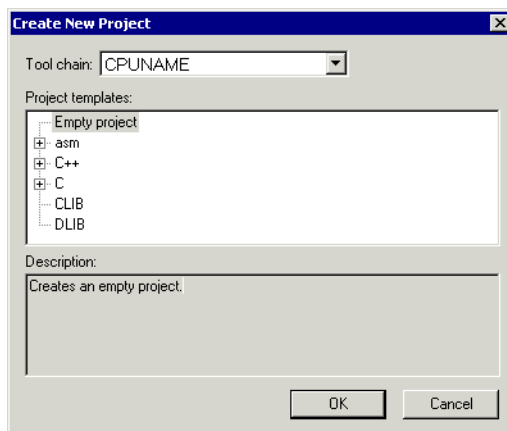 Create New Project
Tool chain: CPUNAME
Project templates:
Empty project
asm
C++
C
CLIB
DLIB
Description:
Creates an empty project.
OK Cancel